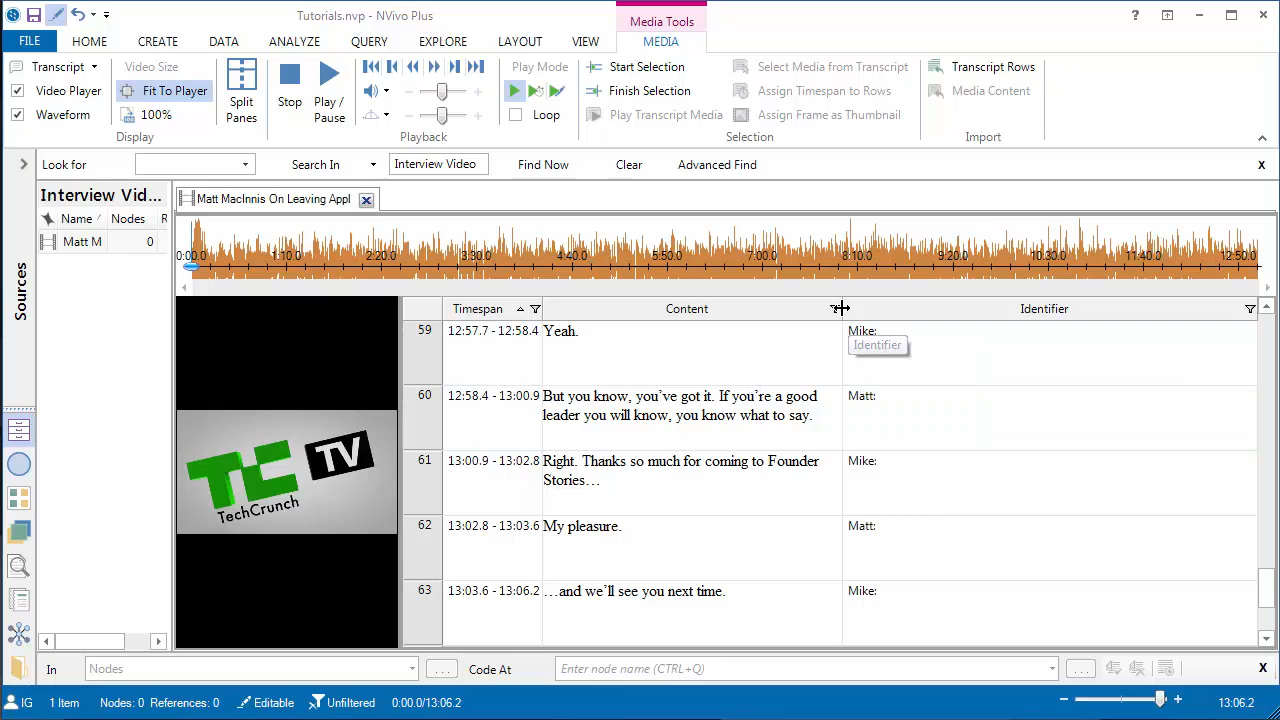 Tutorials.nvp - NVivo Plus
Media Tools
?
FILE
HOME
CREATE
DATA
ANALYZE
QUERY
EXPLORE
LAYOUT
VIEW
MEDIA
Transcript
Video Size
Video Player
Fit To Player
Waveform
100%
Display
Split
Panes
Stop
Play /
Pause
Playback
Play Mode
Loop
Start Selection
Finish Selection
Play Transcript Media
Select Media from Transcript
Assign Timespan to Rows
Assign Frame as Thumbnail
Selection
Transcript Rows
Media Content
Import
Look for
Search In
Interview Video
Find Now
Clear
Advanced Find
x
Sources
Interview Vid...
Name
Nodes
R
Matt M
0
Matt MacInnis On Leaving Appl
0:00.0
1:10.0
2:20.0
3:30.0
4:40.0
5:50.0
7:00.0
8:10.0
9:20.0
10:30.0
11:40.0
12:50.0
Timespan
Content
Identifier
59
12:57.7 - 12:58.4
Yeah.
Mike:
Identifier
60
12:58.4 - 13:00.9
But you know, you’ve got it. If you’re a good
leader you will know, you know what to say.
Matt:
61
13:00.9 - 13:02.8
Right. Thanks so much for coming to Founder
Stories…
Mike:
62
13:02.8 - 13:03.6
My pleasure.
Matt:
63
13:03.6 - 13:06.2
…and we’ll see you next time.
Mike:
TC
TV
TechCrunch
In
Nodes
...
Code At
Enter node name (CTRL+Q)
...
X
IG
1 Item
Nodes: 0
References: 0
Editable
Unfiltered
0:00.0/13:06.2
13:06.2